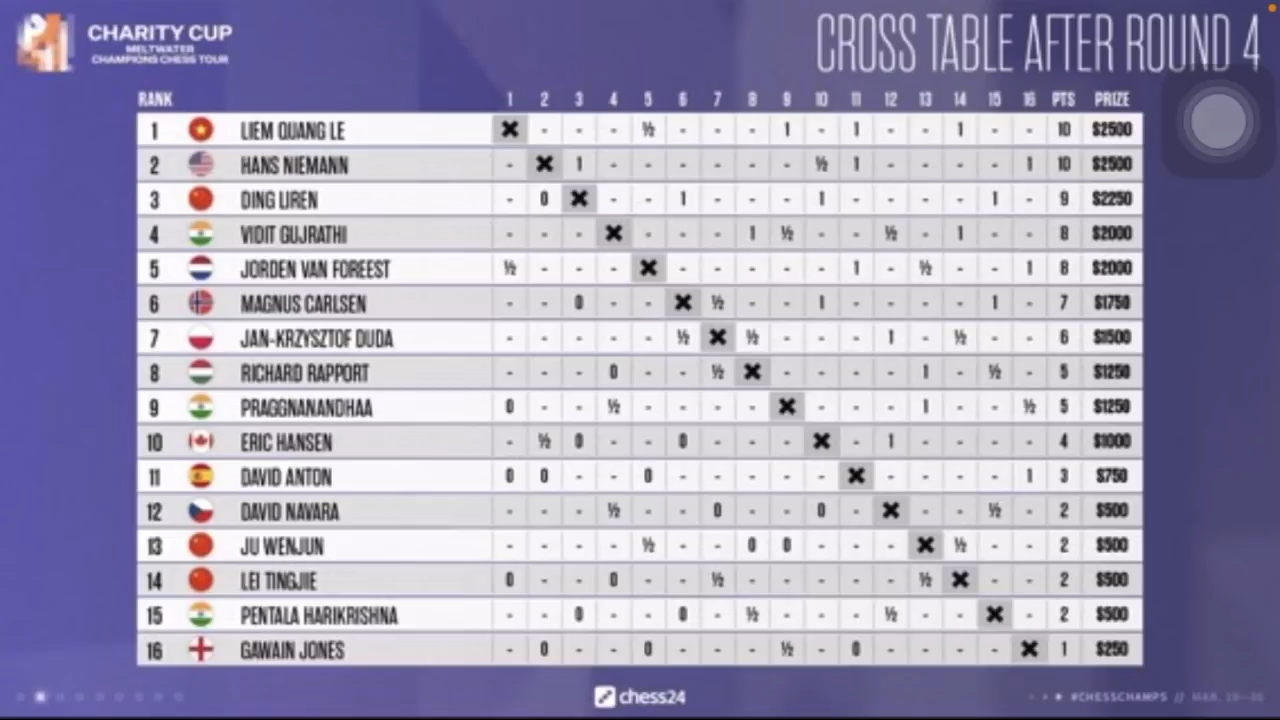 CHARITY CUP
MELTWATER
CHAMPIONS CHESS TOUR
CROSS TABLE AFTER ROUND 4
RANK 1 2 3 4 5 6 7 8 9 10 11 12 13 14 15 16 PTS PRIZE
1 LIEM QUANG LE ✖ - - - ½ - - - 1 - 1 - - 1 - - 10 $2500
2 HANS NIEMANN - ✖ 1 - - - - - - ½ 1 - - - - 1 10 $2500
3 DING LIREN - 0 ✖ - - 1 - - - 1 - - - - 1 - 9 $2250
4 VIDIT GUJRATHI - - - ✖ - - - 1 ½ - - ½ - 1 - - 8 $2000
5 JORDEN VAN FOREEST ½ - - - ✖ - - - - - 1 - ½ - - 1 8 $2000
6 MAGNUS CARLSEN - - 0 - - ✖ ½ - - 1 - - - - 1 - 7 $1750
7 JAN-KRZYSZTOF DUDA - - - - - ½ ✖ ½ - - - 1 - ½ - - 6 $1500
8 RICHARD RAPPORT - - - 0 - - ½ ✖ - - - - 1 - ½ - 5 $1250
9 PRAGGNANANDHAA 0 - - ½ - - - - ✖ - - - 1 - - ½ 5 $1250
10 ERIC HANSEN - ½ 0 - - 0 - - - ✖ - 1 - - - - 4 $1000
11 DAVID ANTON 0 0 - - 0 - - - - - ✖ - - - - 1 3 $750
12 DAVID NAVARA - - - ½ - - 0 - - 0 - ✖ - - ½ - 2 $500
13 JU WENJUN - - - - ½ - - 0 0 - - - ✖ ½ - - 2 $500
14 LEI TINGJIE 0 - - 0 - - ½ - - - - - ½ ✖ - - 2 $500
15 PENTALA HARIKRISHNA - - 0 - - 0 - ½ - - - ½ - - ✖ - 2 $500
16 GAWAIN JONES - 0 - - 0 - - - ½ - 0 - - - - ✖ 1 $250
chess24
#CHESSCHAMPS // MAR.